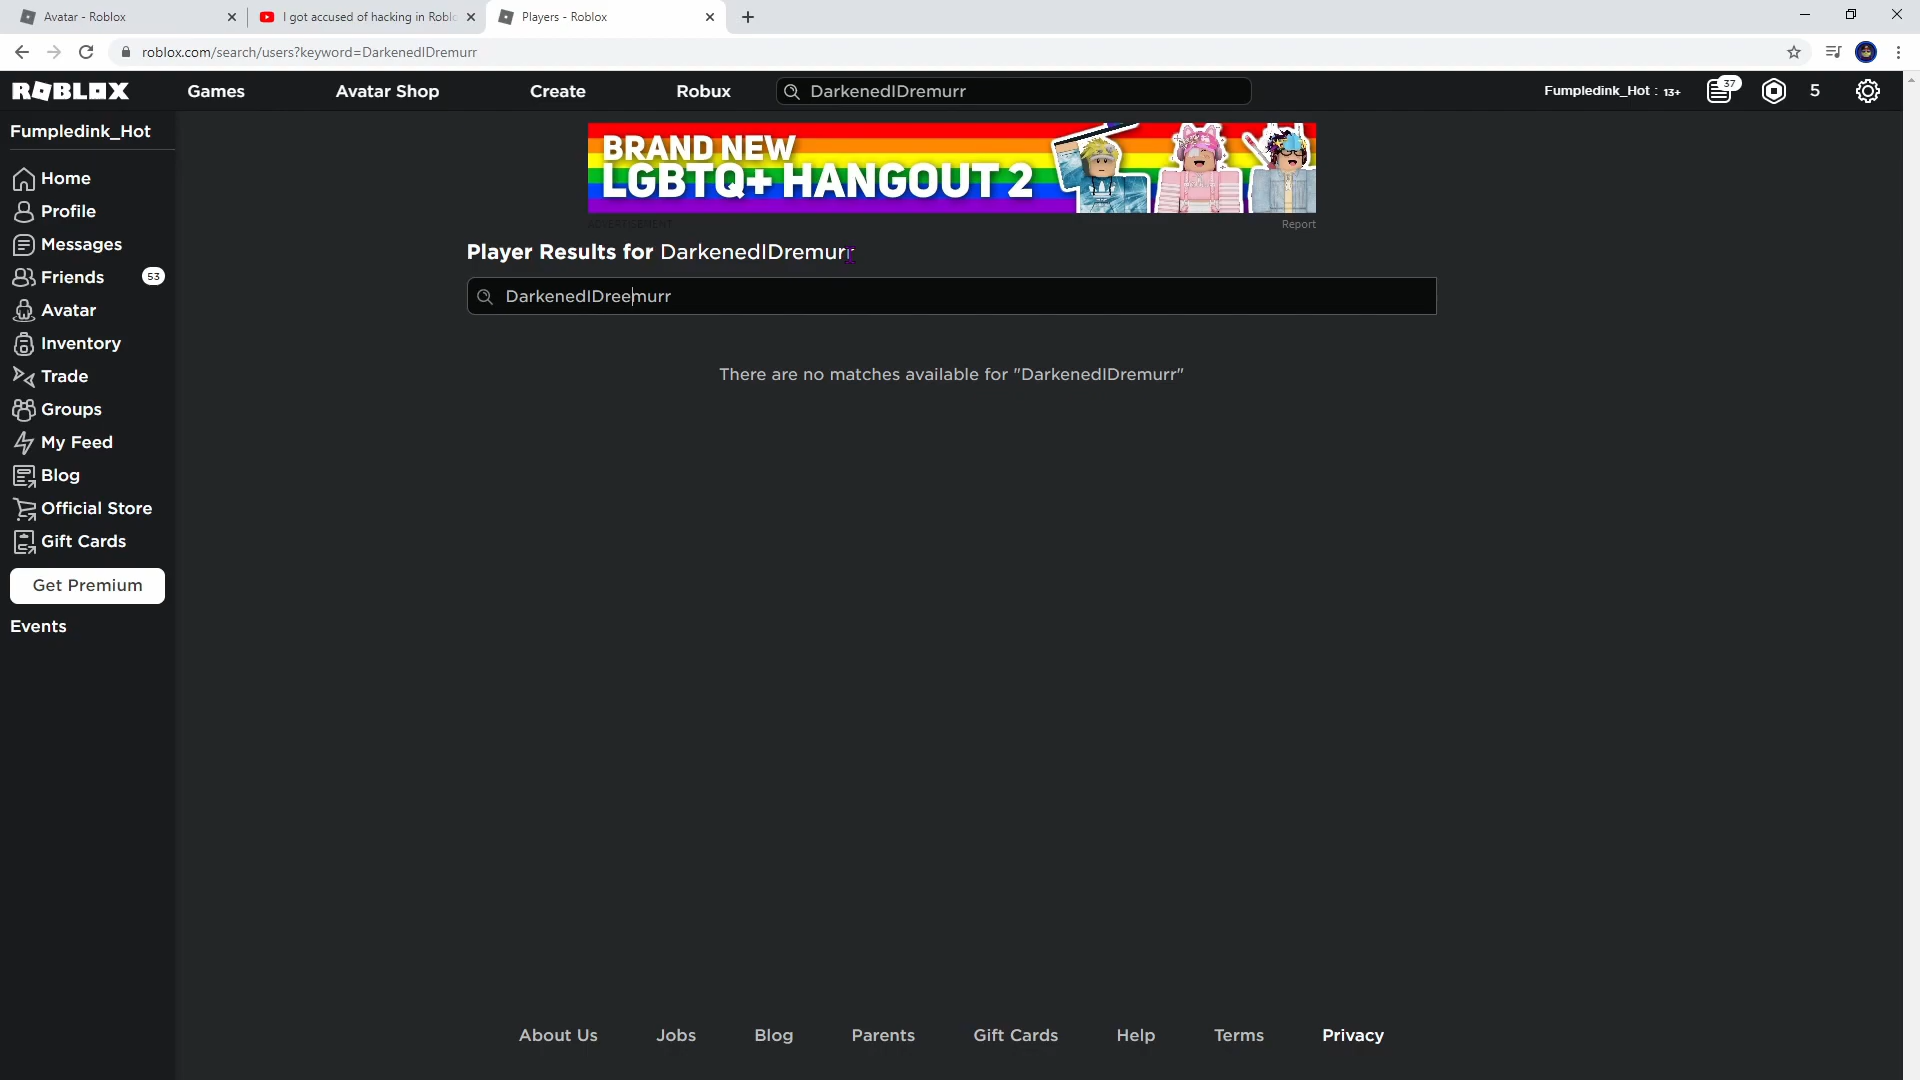 Avatar - Roblox
I got accused of hacking in Roblo
Players - Roblox
roblox.com/search/users?keyword=DarkenedIDremurr
ROBLOX
Games
Avatar Shop
Create
Robux
DarkenedIDremurr
Fumpledink_Hot : 13+
37
5
Fumpledink_Hot
Home
Profile
Messages
Friends
53
Avatar
Inventory
Trade
Groups
My Feed
Blog
Official Store
Gift Cards
Get Premium
Events
BRAND NEW
LGBTQ+ HANGOUT 2
ADVERTISEMENT
Report
Player Results for DarkenedIDremurr
DarkenedIDreemurr
There are no matches available for "DarkenedIDremurr"
About Us
Jobs
Blog
Parents
Gift Cards
Help
Terms
Privacy